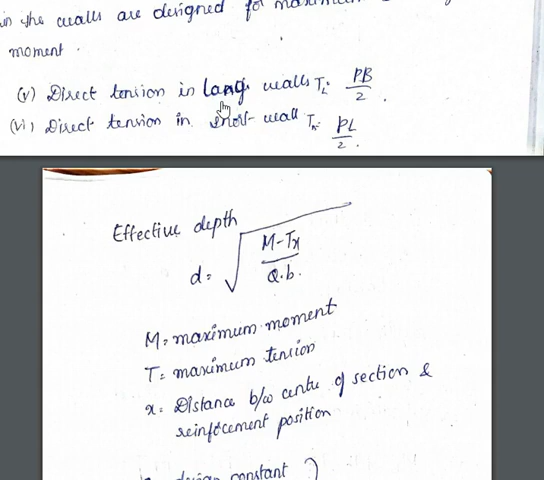 in the walls are designed for maximum
moment.
(v) Direct tension in Long walls T_L = PB/2.
(vi) Direct tension in short wall T = PL/2.
Effective depth
d = √((M-Tx)/(Q.b.))
M = maximum moment
T = maximum tension
x = Distance b/w centre of section &
reinforcement position
design constant }